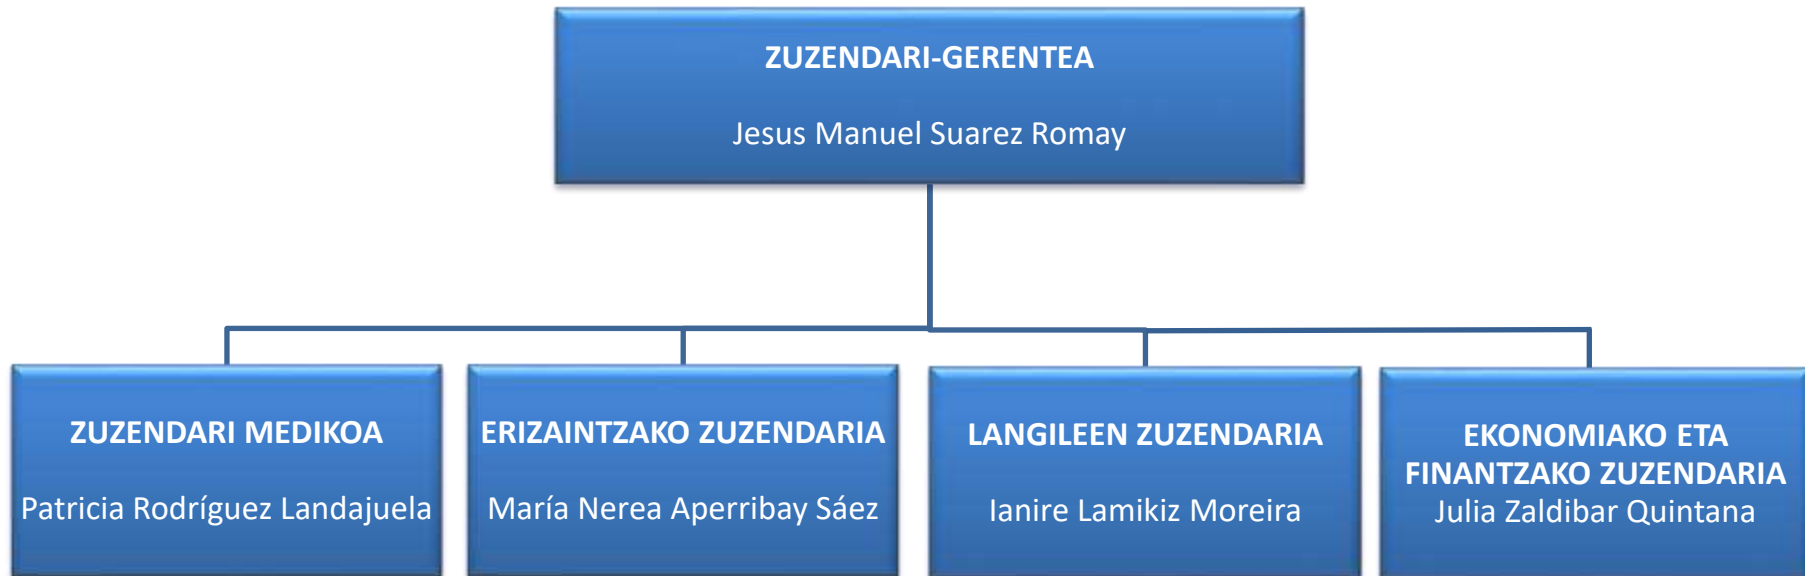 ZUZENDARI-GERENTEA
Jesus Manuel Suarez Romay
ZUZENDARI MEDIKOA
Patricia Rodríguez Landajuela
ERIZAINTZAKO ZUZENDARIA
María Nerea Aperribay Sáez
LANGILEEN ZUZENDARIA
Ianire Lamikiz Moreira
EKONOMIAKO ETA
FINANTZAKO ZUZENDARIA
Julia Zaldibar Quintana